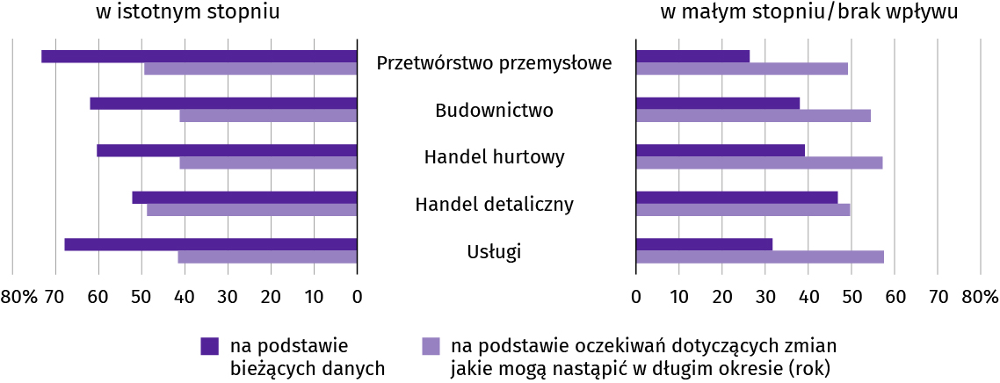 w istotnym stopniu
w małym stopniu/brak wpływu
Przetwórstwo przemysłowe
Budownictwo
Handel hurtowy
Handel detaliczny
Usługi
80% 70 60 50 40 30 20 10 0
0 10 20 30 40 50 60 70 80%
na podstawie
bieżących danych
na podstawie oczekiwań dotyczących zmian
jakie mogą nastąpić w długim okresie (rok)